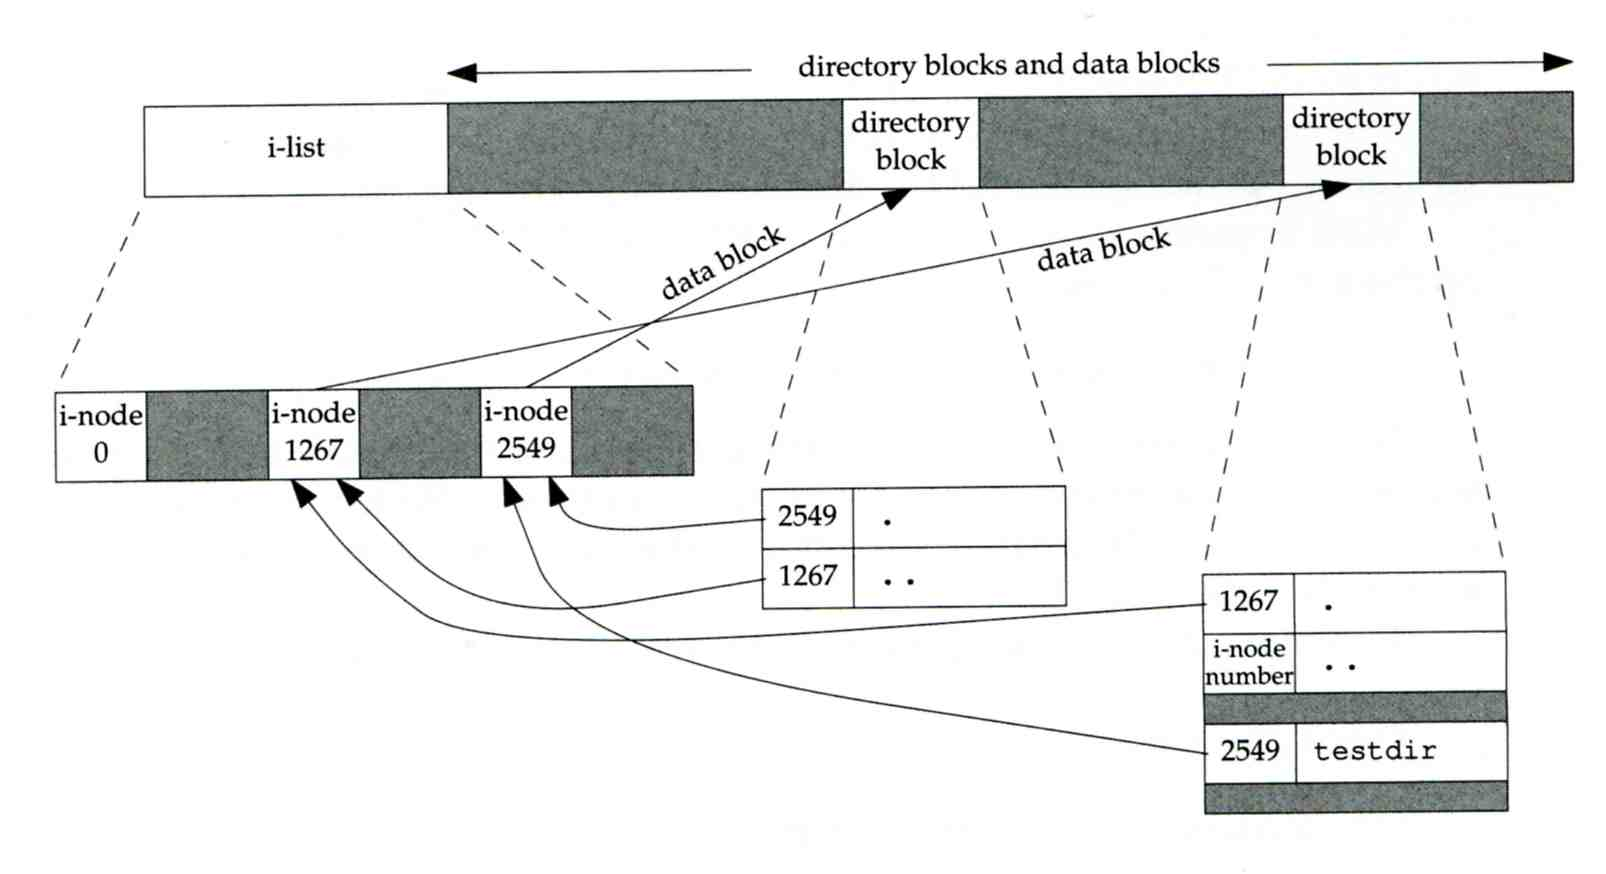 directory blocks and data blocks
i-list
directory
block
directory
block
data block
data block
i-node
0
i-node
1267
i-node
2549
2549 .
1267 . .
1267 .
i-node
number . .
2549 testdir